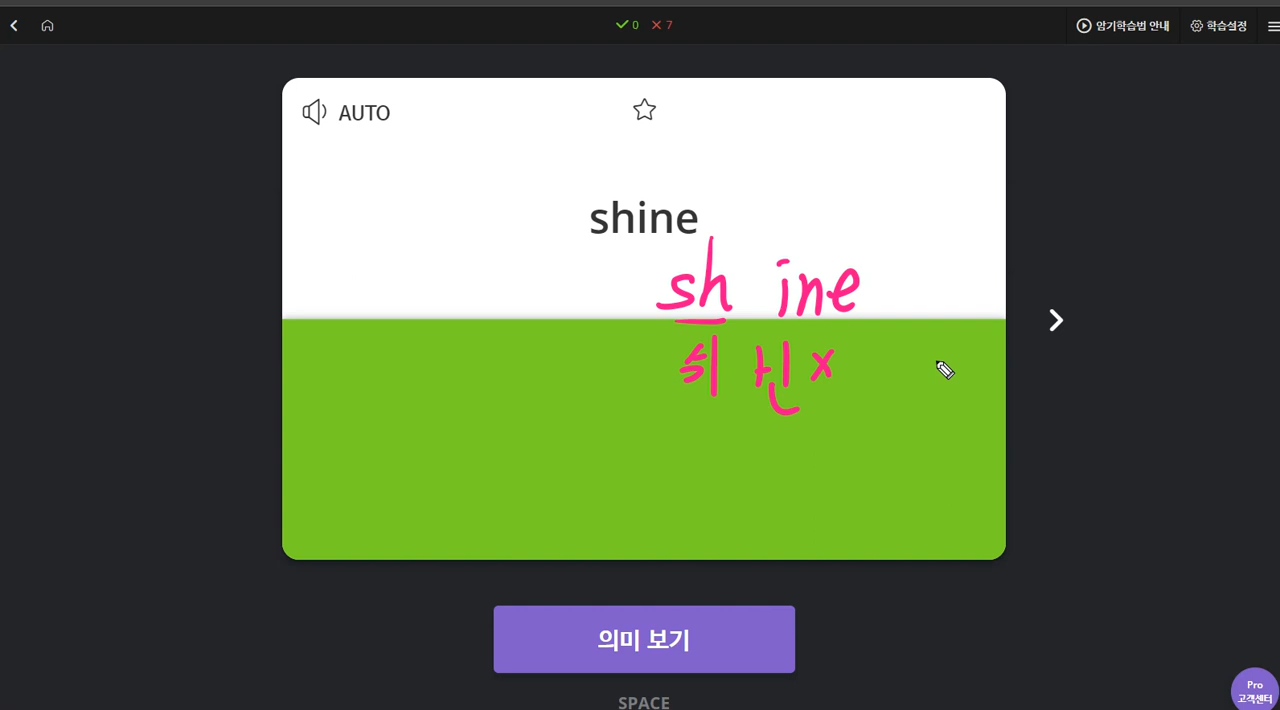 0 7 암기학습법 안내 학습설정
AUTO
shine
sh ine
쉬 인 x
의미 보기
SPACE
Pro
고객센터